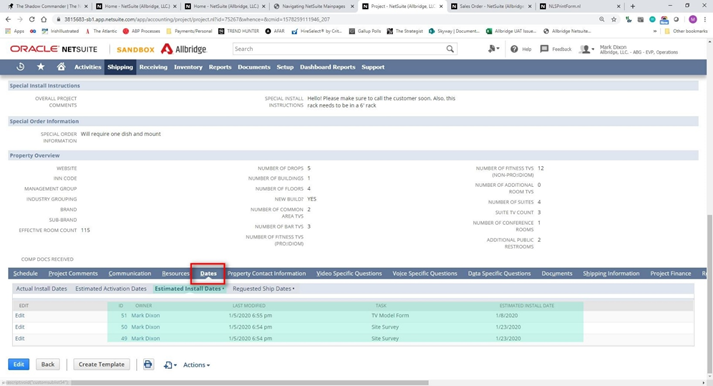 The Shadow Commander | The
Home - NetSuite (Allbridge, LLC)
Home - NetSuite (Allbridge, LLC)
Navigating NetSuite Mainpages
Project - NetSuite (Allbridge, LL
Sales Order - NetSuite (Allbridg
NLSPrintForm.nl
3815683-sb1.app.netsuite.com/app/accounting/project/project.nl?id=75267&whence=&cmid=1578259111946_207
Apps
Instillustrated
The Atlantic
ABP Processes
Payments/Personal
TREND HUNTER
AFAR
HireSelect® by Crit...
Gallup Polls
The Strategist
Skyway | Document...
Allbridge UAT Issue...
Allbridge Netsuite...
Other bookmarks
ORACLE NETSUITE
SANDBOX
Allbridge.
Search
Help
Feedback
Mark Dixon
Allbridge, LLC - ARG - EVP, Operations
Activities Shipping Receiving Inventory Reports Documents Setup Dashboard Reports Support
Special Install Instructions
OVERALL PROJECT COMMENTS
SPECIAL INSTALL INSTRUCTIONS
Hello! Please make sure to call the customer soon. Also, this rack needs to be in a 6' rack
Special Order Information
SPECIAL ORDER INFORMATION
Will require one dish and mount
Property Overview
WEBSITE
INN CODE
MANAGEMENT GROUP
INDUSTRY GROUPING
BRAND
SUB-BRAND
EFFECTIVE ROOM COUNT 115
COMP DOCS RECEIVED
NUMBER OF DROPS 5
NUMBER OF BUILDINGS 1
NUMBER OF FLOORS 4
NEW BUILD? YES
NUMBER OF COMMON AREA TVS 2
NUMBER OF BAR TVS 3
NUMBER OF FITNESS TVS (PRO:IDIOM)
NUMBER OF FITNESS TVS (NON-PRO:IDIOM) 12
NUMBER OF ADDITIONAL ROOM TVS 0
NUMBER OF SUITES 4
SUITE TV COUNT 3
NUMBER OF CONFERENCE ROOMS 1
ADDITIONAL PUBLIC RESTROOMS 2
Schedule Project Comments Communication Resources Dates Property Contact Information Video Specific Questions Voice Specific Questions Data Specific Questions Documents Shipping Information Project Finance
Actual Install Dates Estimated Activation Dates Estimated Install Dates • Requested Ship Dates •
EDIT ID OWNER LAST MODIFIED TASK ESTIMATED INSTALL DATE
Edit 51 Mark Dixon 1/5/2020 6:55 pm TV Model Form 1/8/2020
Edit 50 Mark Dixon 1/5/2020 6:54 pm Site Survey 1/23/2020
Edit 49 Mark Dixon 1/5/2020 6:54 pm Site Survey 1/23/2020
Edit
Back
Create Template
Actions